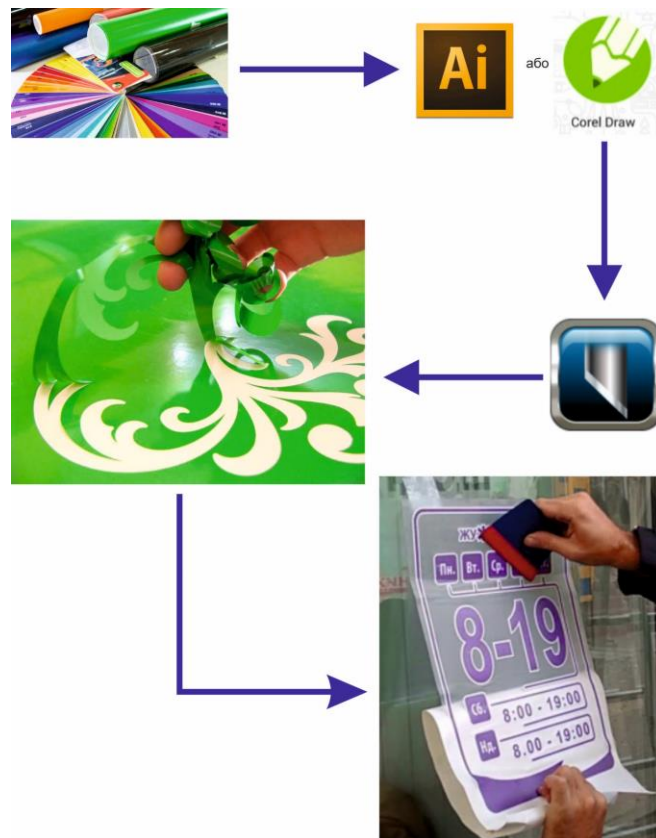 Ai
або
Corel Draw
Пн. Вт. Ср.
8-19
Сб. 8:00 - 19:00
Нд. 8.00 - 19:00